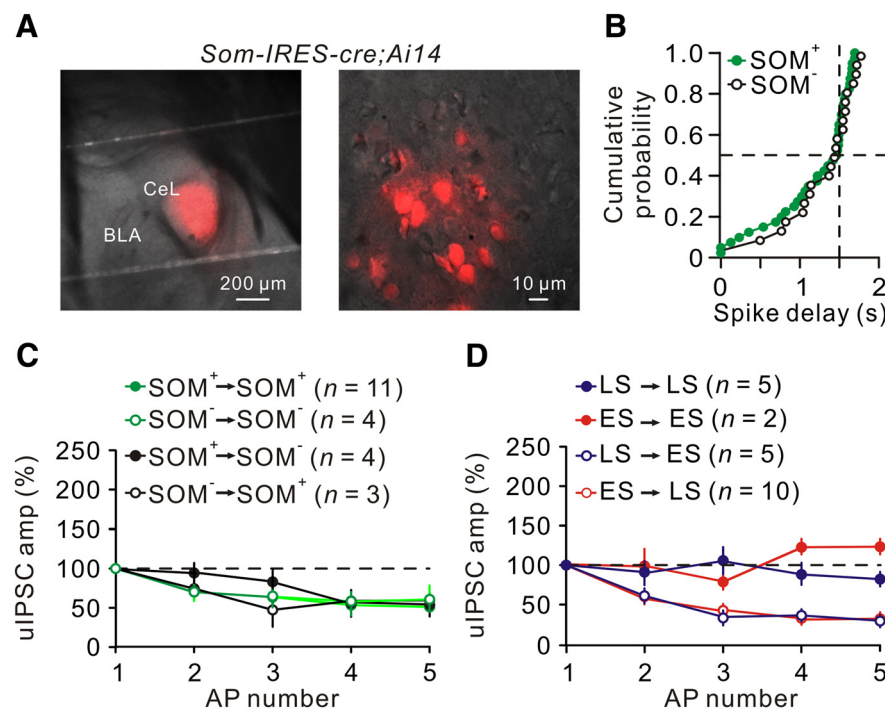 A
Som-IRES-cre;Ai14
CeL
BLA
200 μm
10 μm
B
SOM+
SOM-
Cumulative
probability
1.0
0.8
0.6
0.4
0.2
0
0 1 2
Spike delay (s)
C
SOM+→SOM+ (n = 11)
SOM-→SOM- (n = 4)
SOM+→SOM- (n = 4)
SOM-→SOM+ (n = 3)
uIPSC amp (%)
250
200
150
100
50
0
1 2 3 4 5
AP number
D
LS → LS (n = 5)
ES → ES (n = 2)
LS → ES (n = 5)
ES → LS (n = 10)
uIPSC amp (%)
250
200
150
100
50
0
1 2 3 4 5
AP number